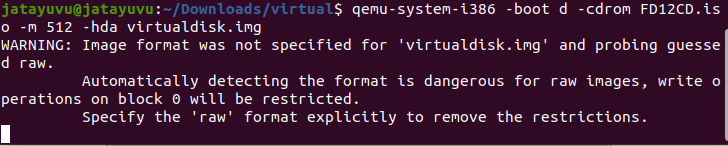 jatayuvu@jatayuvu:~/Downloads/virtual$ qemu-system-i386 -boot d -cdrom FD12CD.is
o -m 512 -hda virtualdisk.img
WARNING: Image format was not specified for 'virtualdisk.img' and probing guesse
d raw.
         Automatically detecting the format is dangerous for raw images, write o
perations on block 0 will be restricted.
         Specify the 'raw' format explicitly to remove the restrictions.